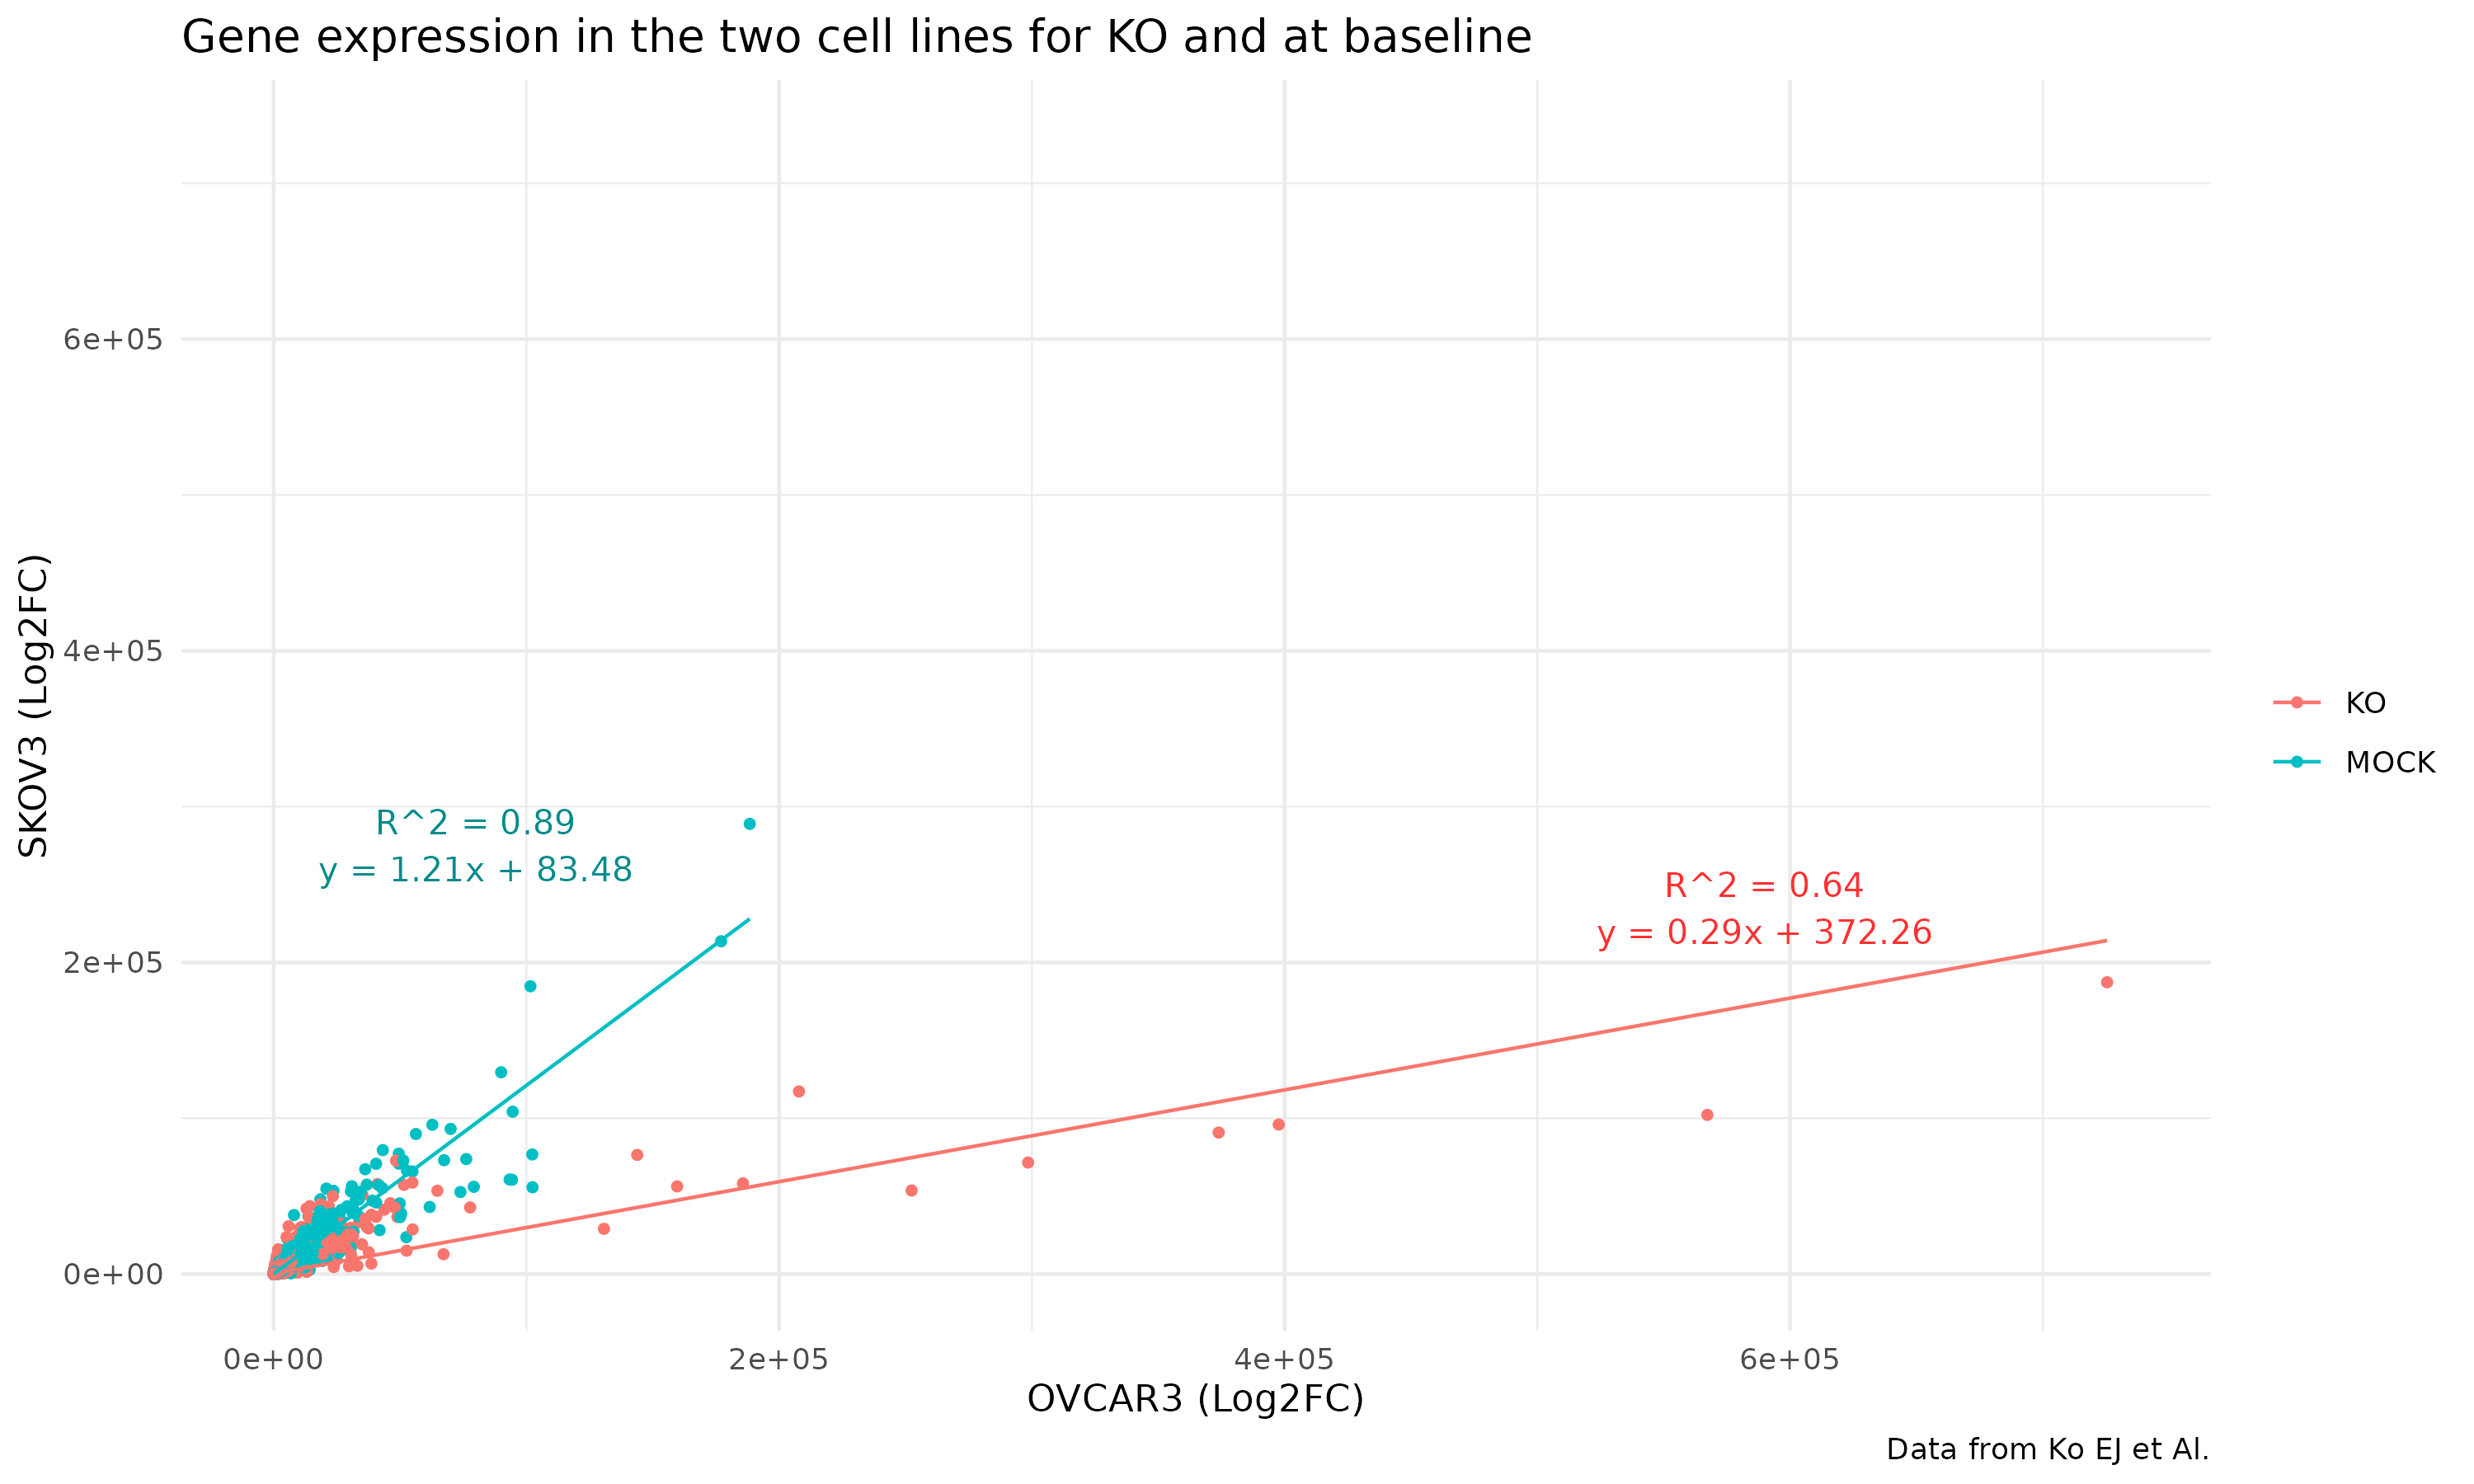 Gene expression in the two cell lines for KO and at baseline
SKOV3 (Log2FC)
6e+05
4e+05
2e+05
0e+00
R^2 = 0.89
y = 1.21x + 83.48
R^2 = 0.64
y = 0.29x + 372.26
KO
MOCK
0e+00
2e+05
4e+05
6e+05
OVCAR3 (Log2FC)
Data from Ko EJ et Al.